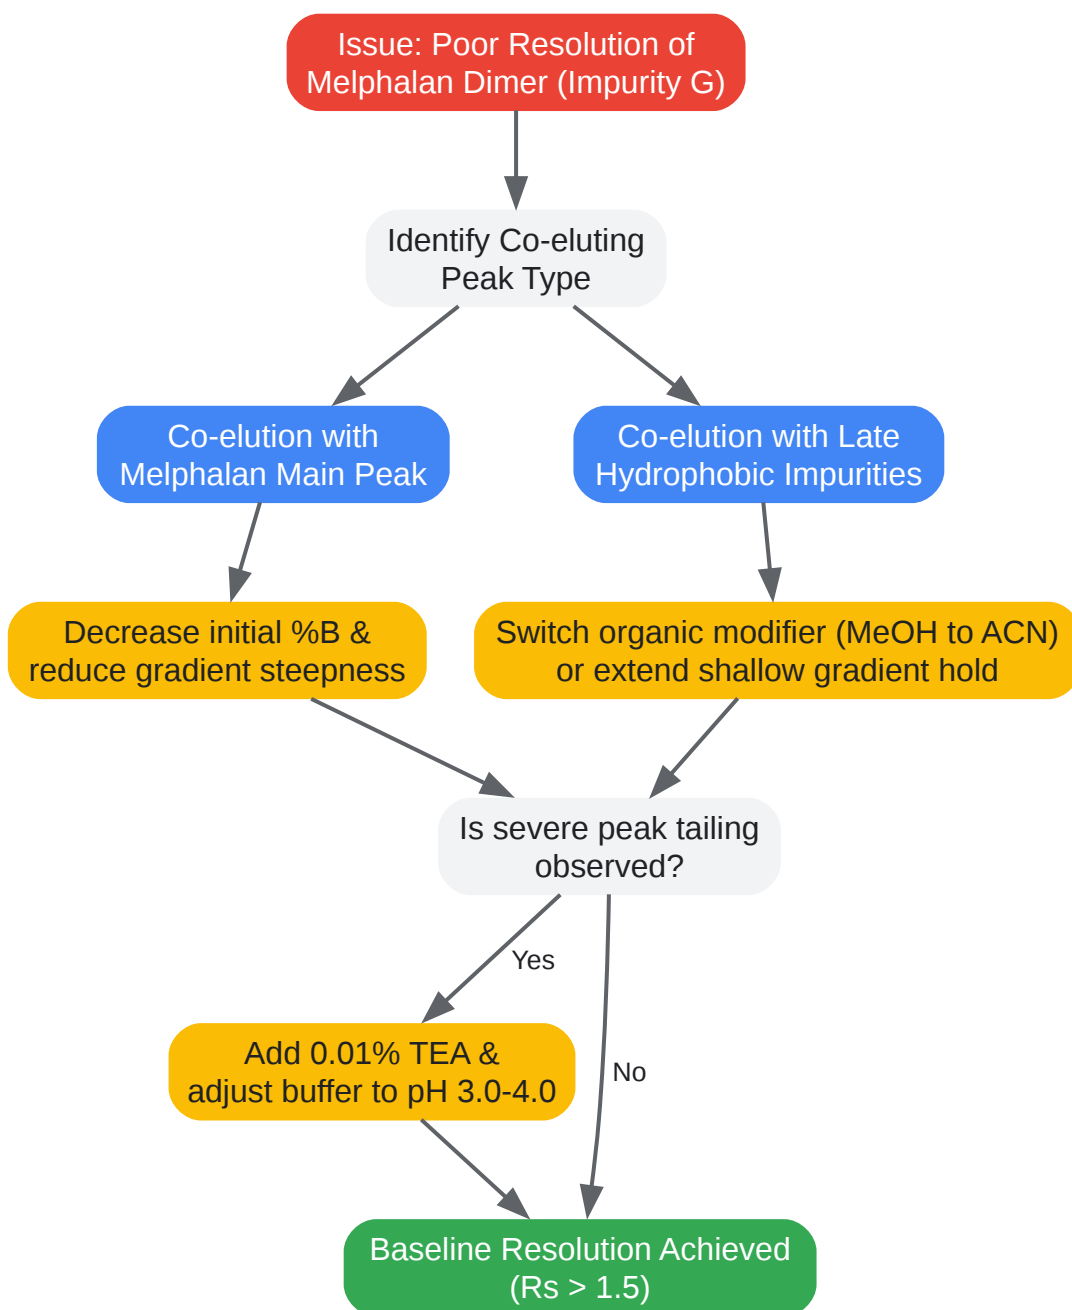 Issue: Poor Resolution of
Melphalan Dimer (Impurity G)
Identify Co-eluting
Peak Type
Co-elution with
Melphalan Main Peak
Co-elution with Late
Hydrophobic Impurities
Decrease initial %B &
reduce gradient steepness
Switch organic modifier (MeOH to ACN)
or extend shallow gradient hold
Is severe peak tailing
observed?
Yes
No
Add 0.01% TEA &
adjust buffer to pH 3.0-4.0
Baseline Resolution Achieved
(Rs > 1.5)